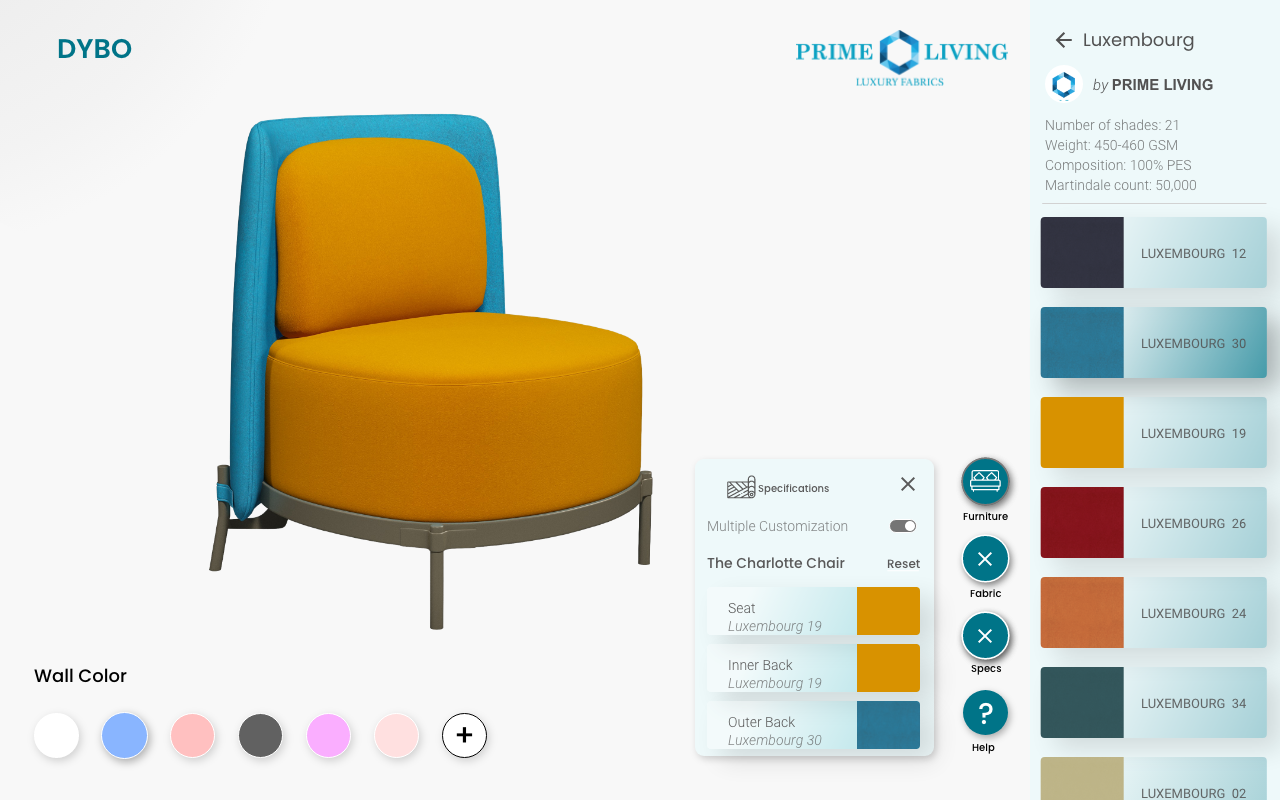 DYBO
PRIME LIVING
LUXURY FABRICS
Luxembourg
by PRIME LIVING
Number of shades: 21
Weight: 450-460 GSM
Composition: 100% PES
Martindale count: 50,000
LUXEMBOURG 12
LUXEMBOURG 30
LUXEMBOURG 19
LUXEMBOURG 26
LUXEMBOURG 24
LUXEMBOURG 34
LUXEMBOURG 02
Specifications
Multiple Customization
The Charlotte Chair Reset
Seat
Luxembourg 19
Inner Back
Luxembourg 19
Outer Back
Luxembourg 30
Furniture
Fabric
Specs
?
Help
Wall Color
+